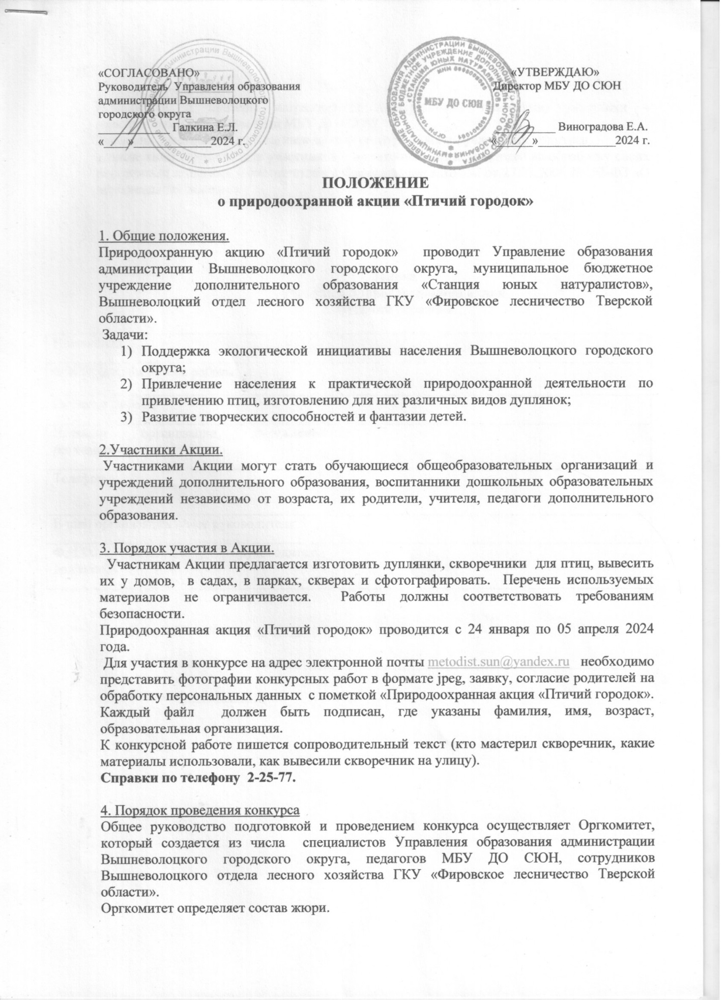 «СОГЛАСОВАНО»
Руководитель Управления образования
администрации Вышневолоцкого
городского округа
____________ Галкина Е.Л.
«____»_____________2024 г.
«УТВЕРЖДАЮ»
Директор МБУ ДО СЮН
__________ Виноградова Е.А.
«______»_____________2024 г.
МБУ ДО СЮН
ПОЛОЖЕНИЕ
о природоохранной акции «Птичий городок»
1. Общие положения.
Природоохранную акцию «Птичий городок» проводит Управление образования
администрации Вышневолоцкого городского округа, муниципальное бюджетное
учреждение дополнительного образования «Станция юных натуралистов»,
Вышневолоцкий отдел лесного хозяйства ГКУ «Фировское лесничество Тверской
области».
Задачи:
1) Поддержка экологической инициативы населения Вышневолоцкого городского
округа;
2) Привлечение населения к практической природоохранной деятельности по
привлечению птиц, изготовлению для них различных видов дуплянок;
3) Развитие творческих способностей и фантазии детей.
2.Участники Акции.
Участниками Акции могут стать обучающиеся общеобразовательных организаций и
учреждений дополнительного образования, воспитанники дошкольных образовательных
учреждений независимо от возраста, их родители, учителя, педагоги дополнительного
образования.
3. Порядок участия в Акции.
Участникам Акции предлагается изготовить дуплянки, скворечники для птиц, вывесить
их у домов, в садах, в парках, скверах и сфотографировать. Перечень используемых
материалов не ограничивается. Работы должны соответствовать требованиям
безопасности.
Природоохранная акция «Птичий городок» проводится с 24 января по 05 апреля 2024
года.
Для участия в конкурсе на адрес электронной почты metodist.sun@yandex.ru необходимо
представить фотографии конкурсных работ в формате jpeg, заявку, согласие родителей на
обработку персональных данных с пометкой «Природоохранная акция «Птичий городок».
Каждый файл должен быть подписан, где указаны фамилия, имя, возраст,
образовательная организация.
К конкурсной работе пишется сопроводительный текст (кто мастерил скворечник, какие
материалы использовали, как вывесили скворечник на улицу).
Справки по телефону 2-25-77.
4. Порядок проведения конкурса
Общее руководство подготовкой и проведением конкурса осуществляет Оргкомитет,
который создается из числа специалистов Управления образования администрации
Вышневолоцкого городского округа, педагогов МБУ ДО СЮН, сотрудников
Вышневолоцкого отдела лесного хозяйства ГКУ «Фировское лесничество Тверской
области».
Оргкомитет определяет состав жюри.